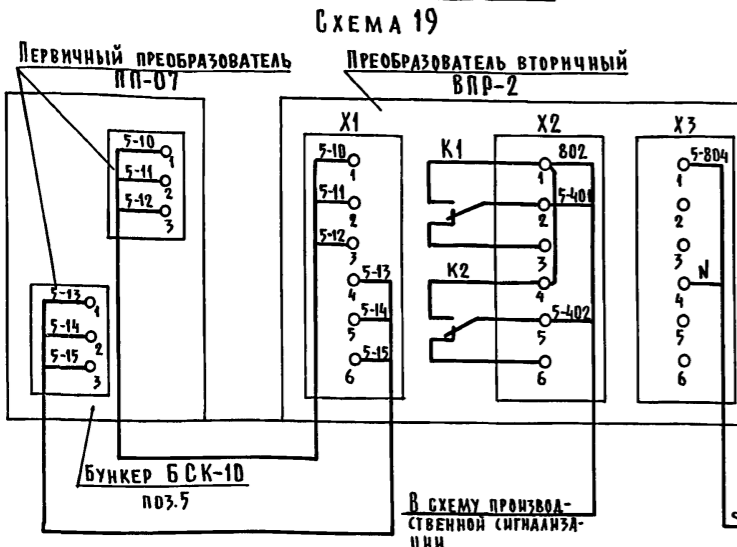 Схема 19
Первичный преобразователь
ПП-07
Преобразователь вторичный
ВПР-2
X1
X2
X3
5-10
1
5-11
2
5-12
3
5-13
1
5-14
2
5-15
3
5-10
1
5-11
2
5-12
3
5-13
4
5-14
5
5-15
6
К1
К2
802
1
5-401
2
3
4
5-402
5
6
5-804
1
2
3
N
4
5
6
Бункер БСК-10
поз.5
В схему производ-
ственной сигнализа-
ции